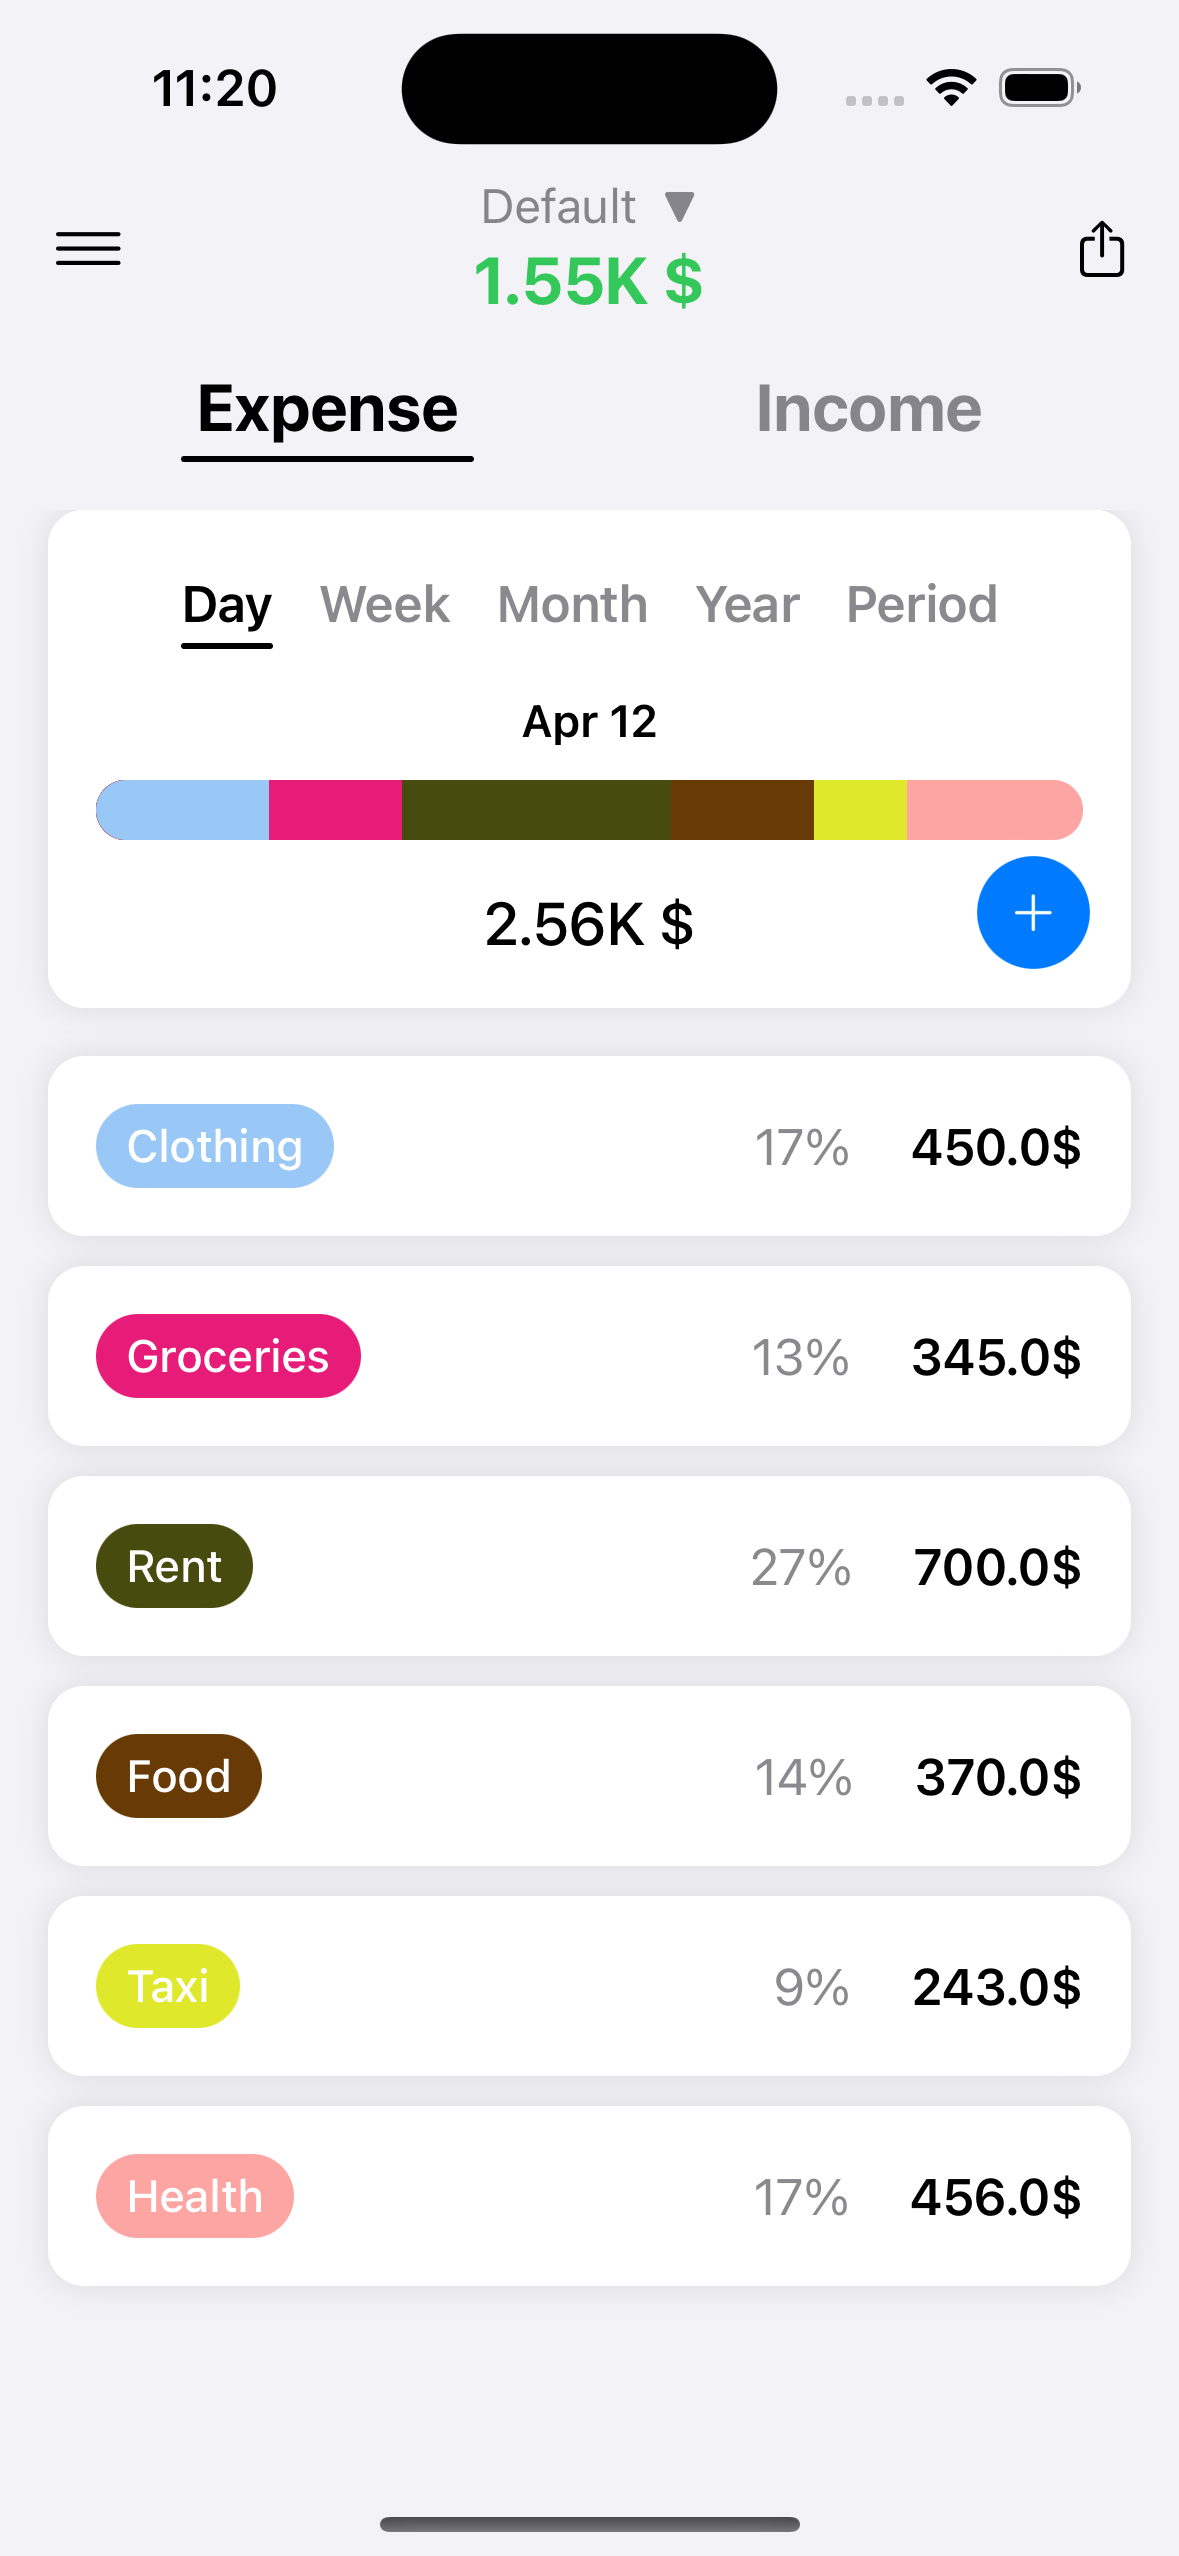 11:20
Default ▼
1.55K $
Expense Income
Day Week Month Year Period
Apr 12
2.56K $
Clothing 17% 450.0$
Groceries 13% 345.0$
Rent 27% 700.0$
Food 14% 370.0$
Taxi 9% 243.0$
Health 17% 456.0$